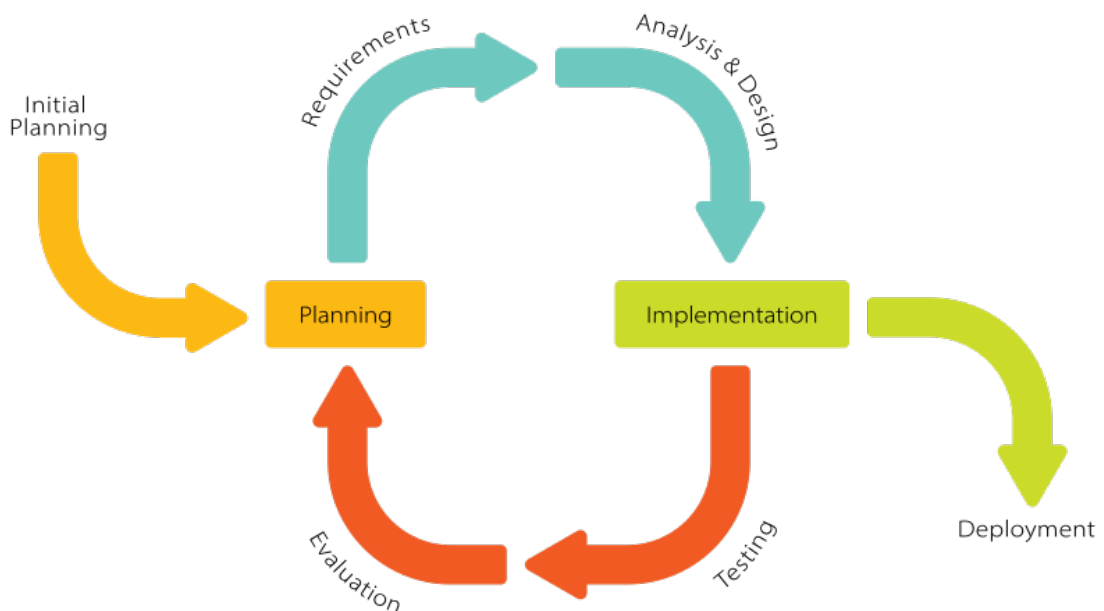 Initial
Planning
Requirements
Analysis & Design
Planning
Implementation
Evaluation
Testing
Deployment